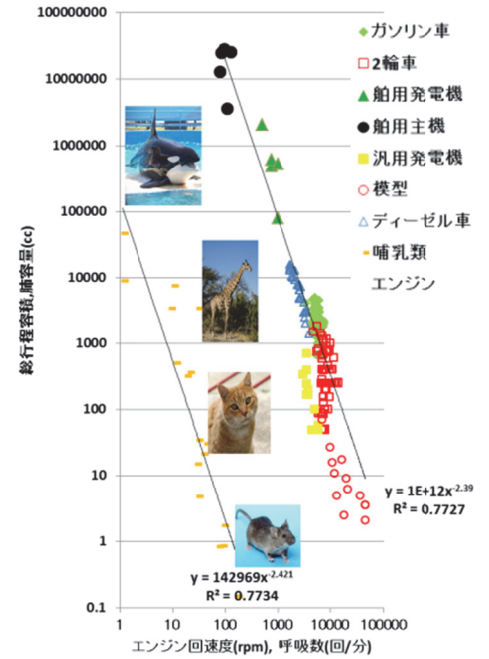 100000000
10000000
1000000
100000
10000
1000
100
10
1
0.1
総行程容積,肺容量(cc)
ガソリン車
2輪車
舶用発電機
舶用主機
汎用発電機
模型
ディーゼル車
哺乳類
エンジン
y = 1E+12x-2.39
R² = 0.7727
y = 142969x-2.421
R² = 0.7734
1 10 100 1000 10000 100000
エンジン回速度(rpm), 呼吸数(回/分)